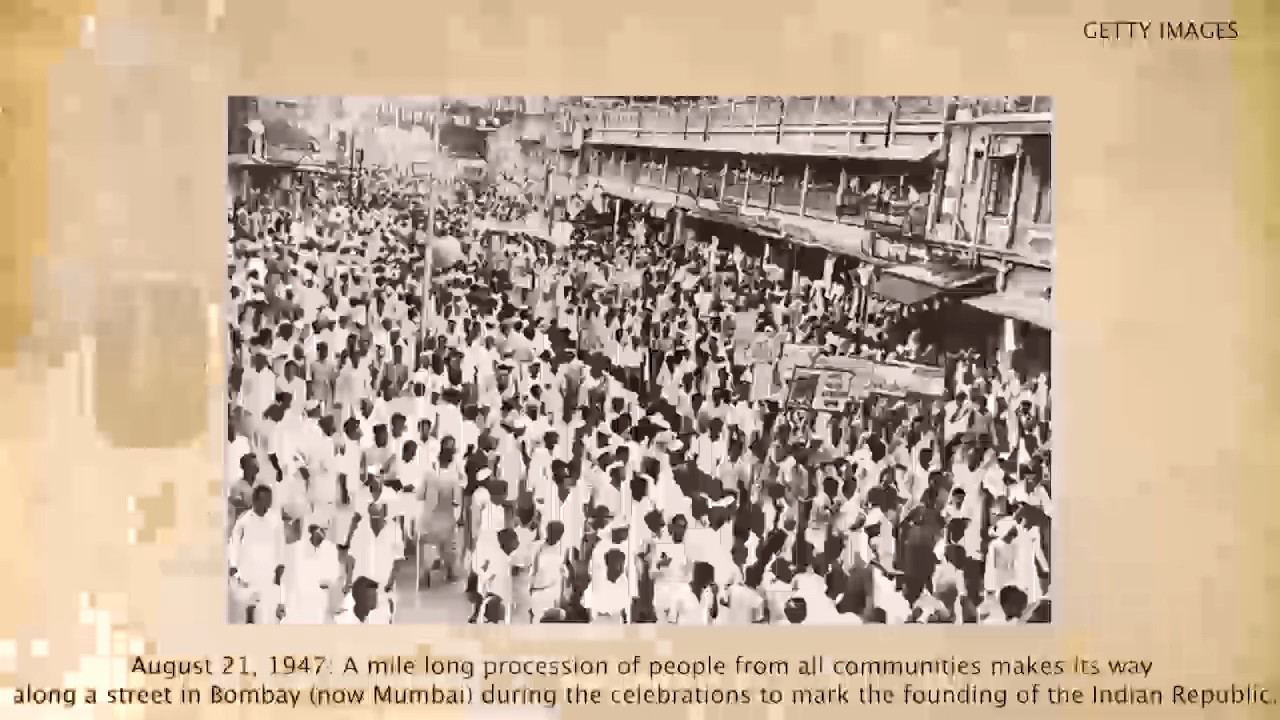 GETTY IMAGES
August 21, 1947: A mile long procession of people from all communities makes its way
along a street in Bombay (now Mumbai) during the celebrations to mark the founding of the Indian Republic.